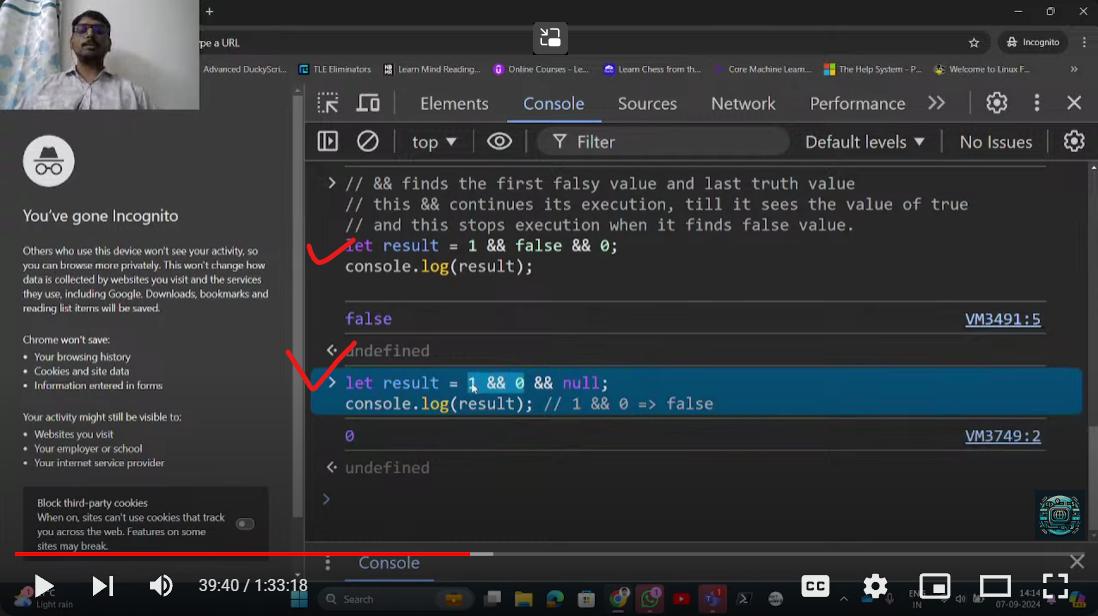 +
pe a URL
Incognito
Advanced DuckyScri...
TLE Eliminators
Learn Mind Reading...
Online Courses - Le...
Learn Chess from th...
Core Machine Learn...
The Help System - P...
Welcome to Linux F...
»
Elements Console Sources Network Performance »
top ▼ Filter Default levels ▼ No Issues
You've gone Incognito
Others who use this device won't see your activity, so
you can browse more privately. This won't change how
data is collected by websites you visit and the services
they use, including Google. Downloads, bookmarks and
reading list items will be saved.
Chrome won't save:
• Your browsing history
• Cookies and site data
• Information entered in forms
Your activity might still be visible to:
• Websites you visit
• Your employer or school
• Your internet service provider
Block third-party cookies
When on, sites can't use cookies that track
you across the web. Features on some
sites may break.
> // && finds the first falsy value and last truth value
// this && continues its execution, till it sees the value of true
// and this stops execution when it finds false value.
let result = 1 && false && 0;
console.log(result);
false VM3491:5
undefined
> let result = 1 && 0 && null;
console.log(result); // 1 && 0 => false
0 VM3749:2
undefined
>
Console
39:40 / 1:33:18
CC
Light rain
Search
ENG
IN
14:14
07-09-2024